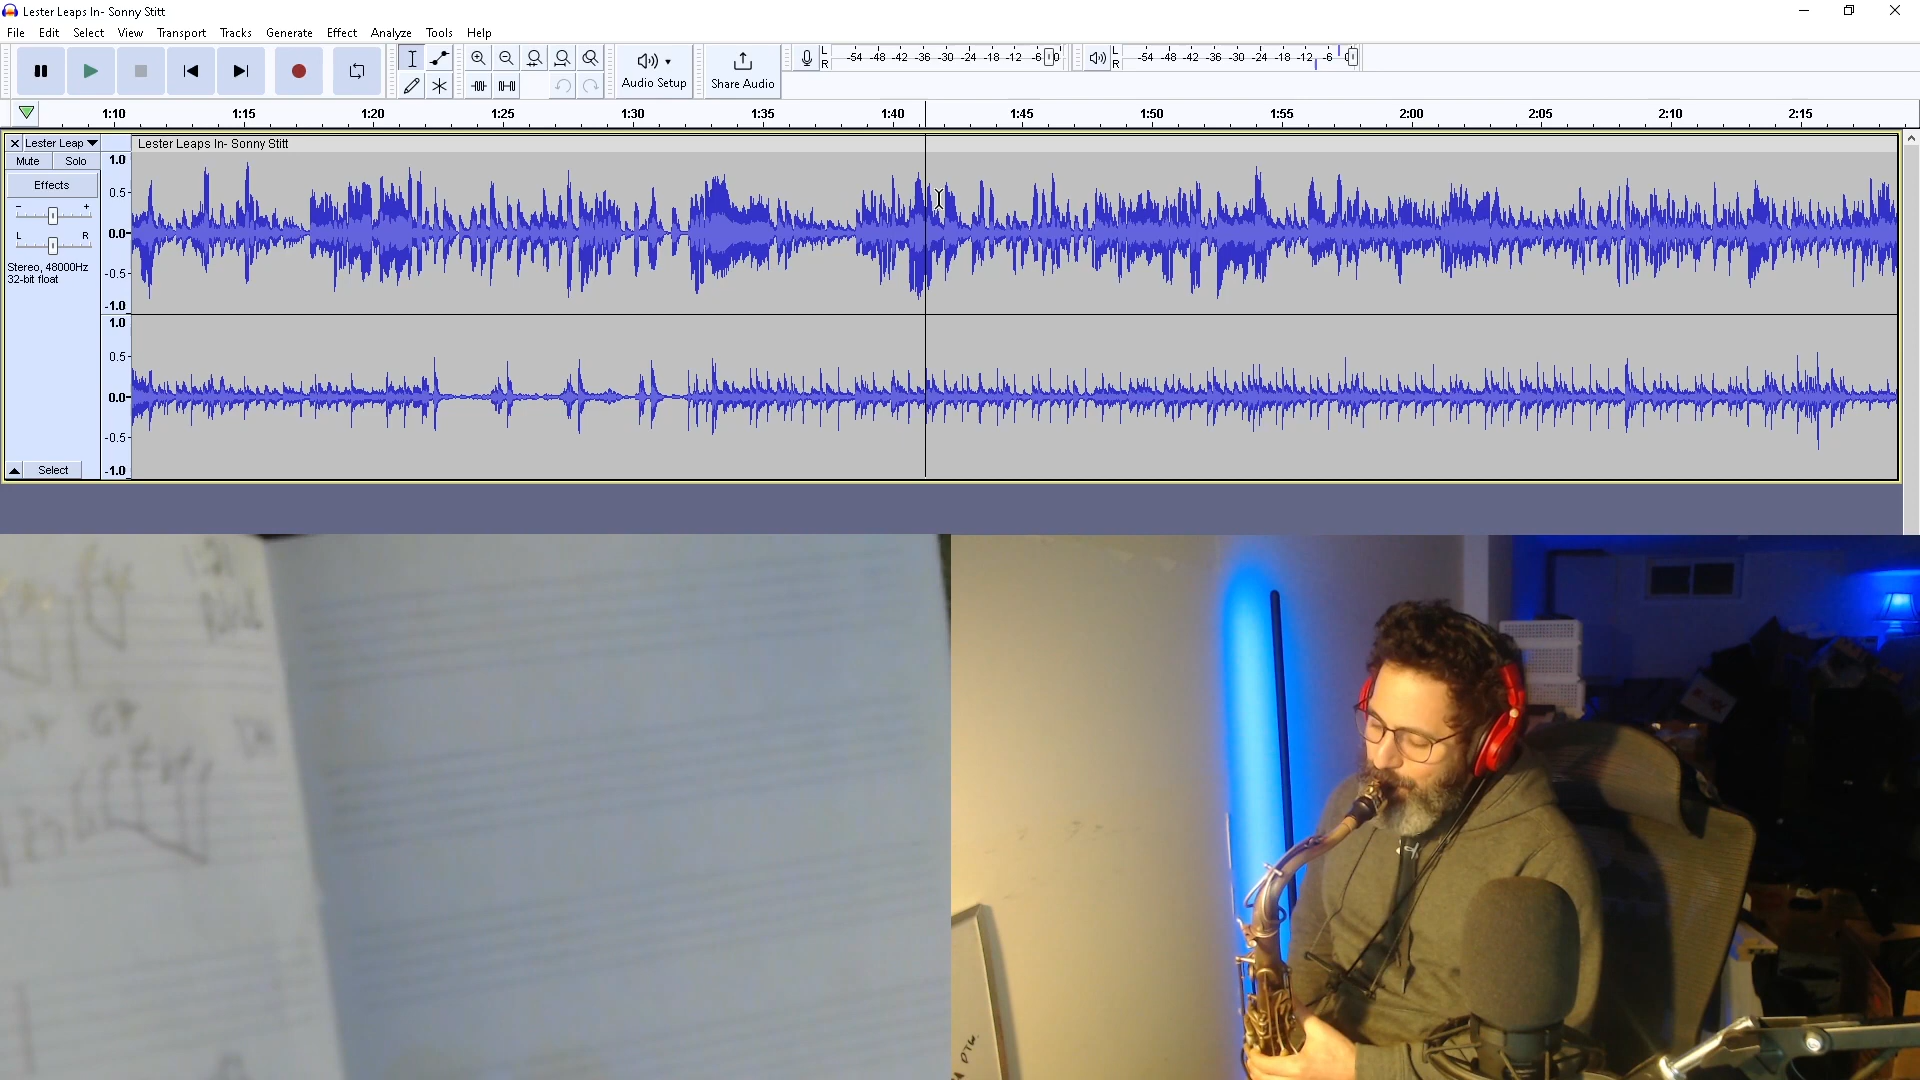 Lester Leaps In- Sonny Stitt
File Edit Select View Transport Tracks Generate Effect Analyze Tools Help
Audio Setup
Share Audio
L
R
-54 -48 -42 -36 -30 -24 -18 -12 -6 0
L
R
-54 -48 -42 -36 -30 -24 -18 -12 -6 0
1:10 1:15 1:20 1:25 1:30 1:35 1:40 1:45 1:50 1:55 2:00 2:05 2:10 2:15
Lester Leap
Lester Leaps In- Sonny Stitt
Mute Solo
Effects
- +
L R
Stereo, 48000Hz
32-bit float
Select
1.0
0.5
0.0
-0.5
-1.0
1.0
0.5
0.0
-0.5
-1.0